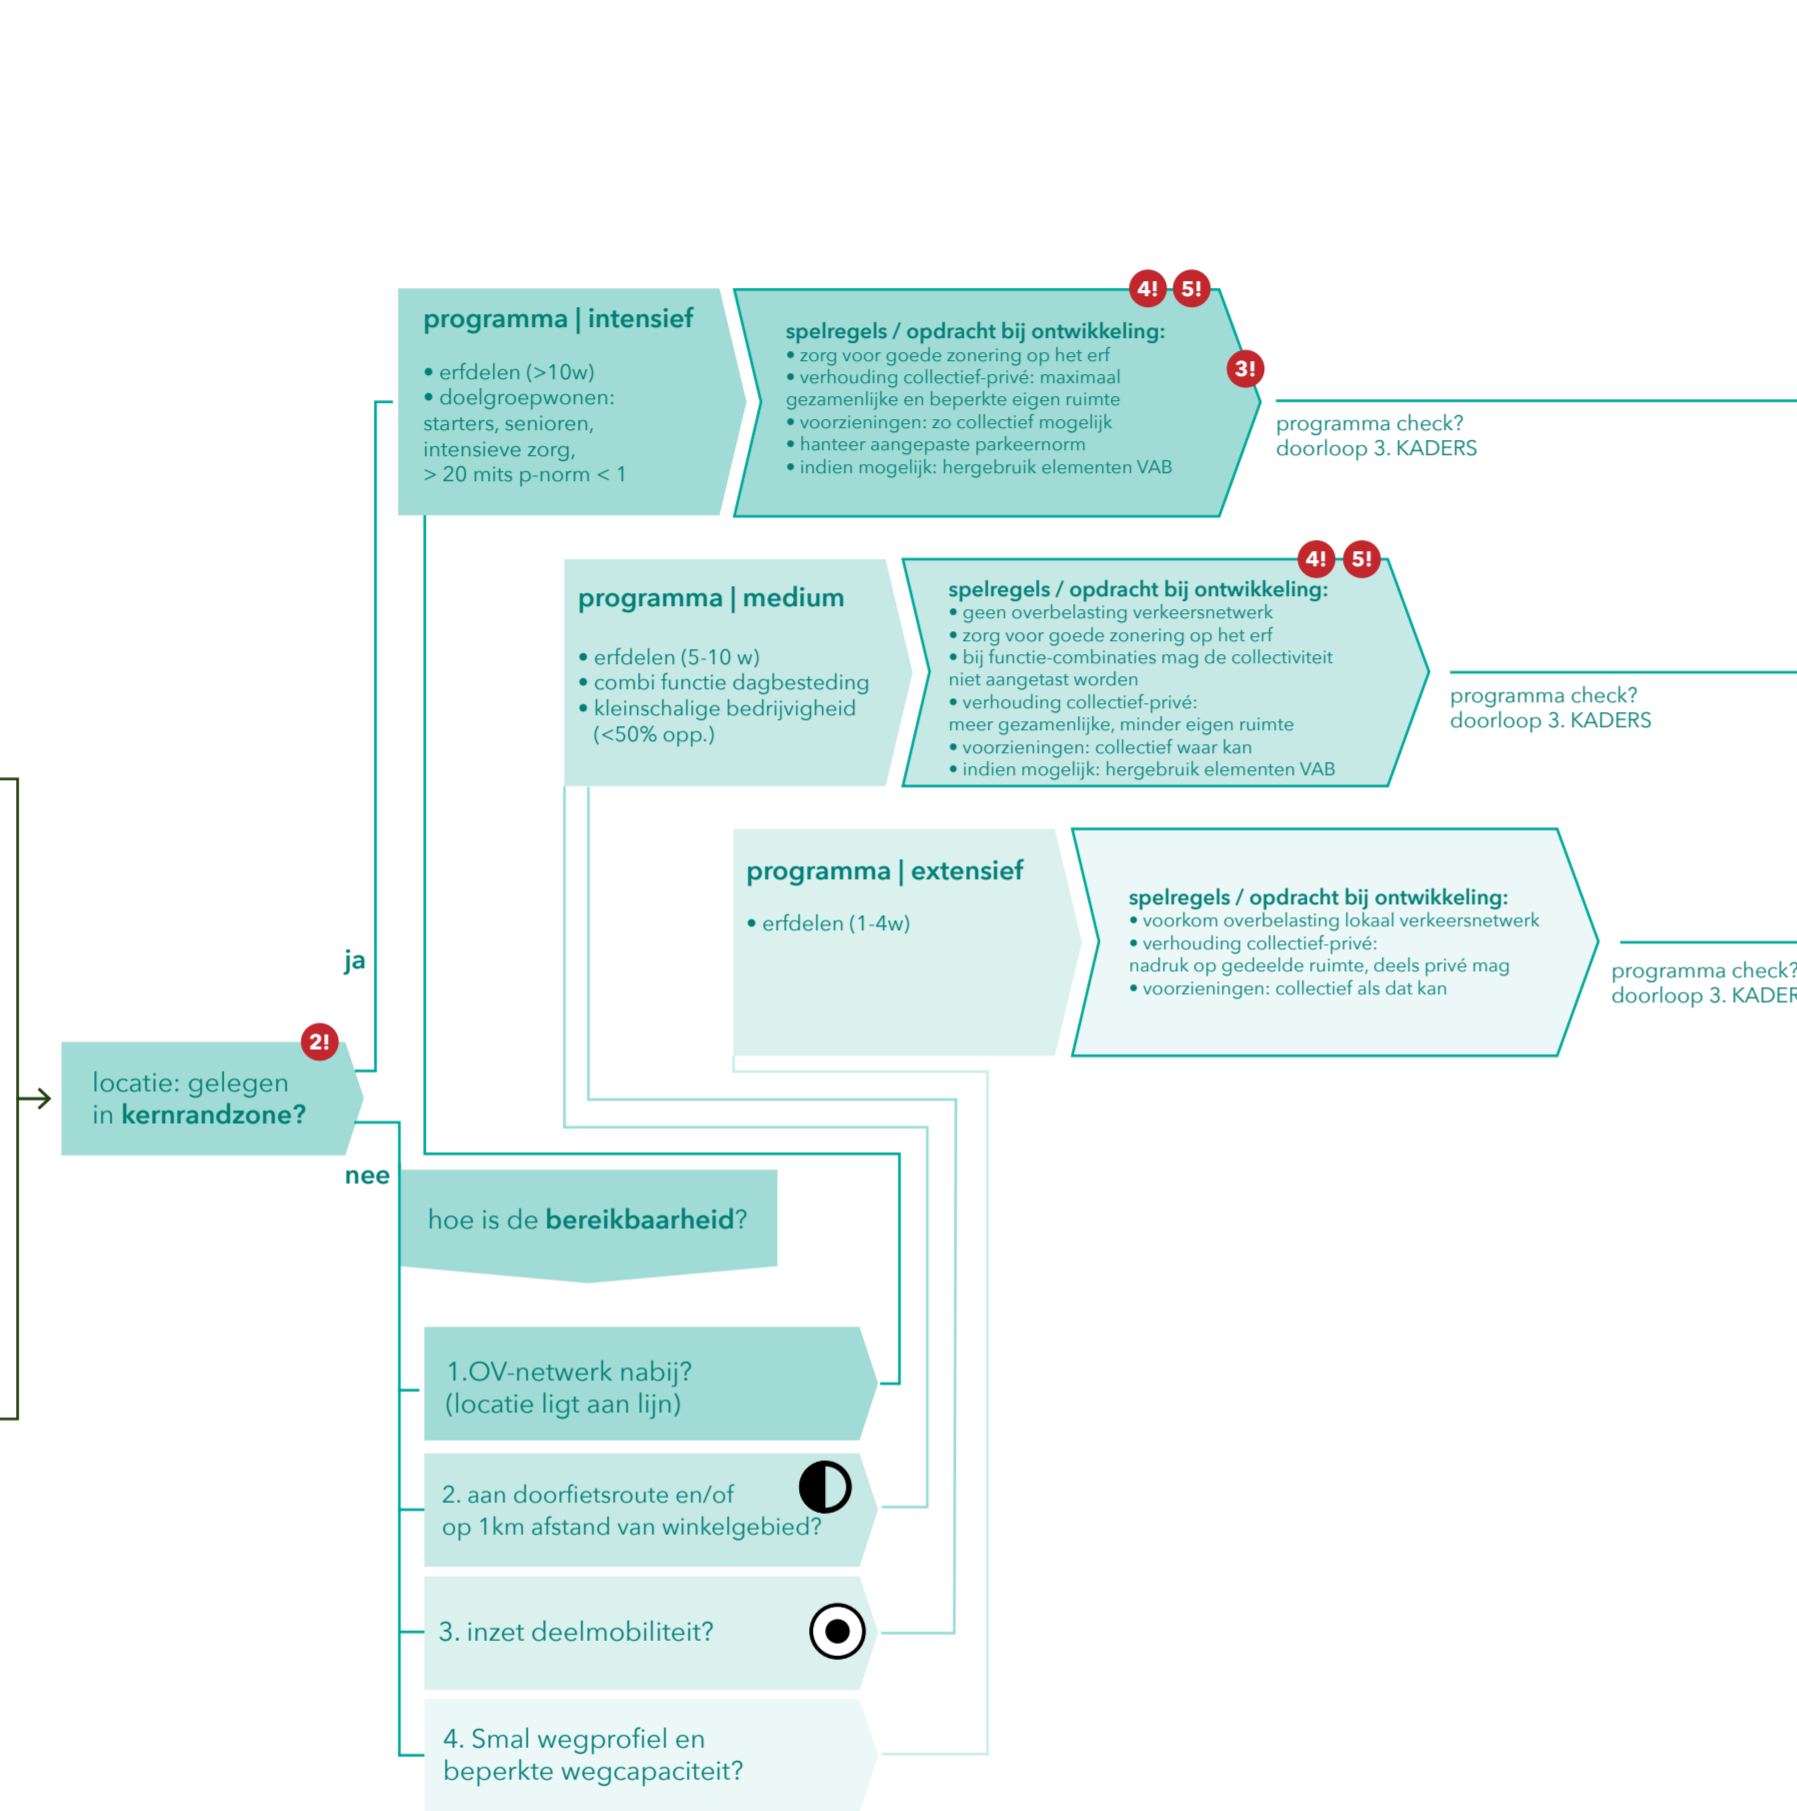 programma | intensief
• erfdelen (>10w)
• doelgroepwonen:
starters, senioren,
intensieve zorg,
> 20 mits p-norm < 1
4!
5!
3!
spelregels / opdracht bij ontwikkeling:
• zorg voor goede zonering op het erf
• verhouding collectief-privé: maximaal
gezamenlijke en beperkte eigen ruimte
• voorzieningen: zo collectief mogelijk
• hanteer aangepaste parkeernorm
• indien mogelijk: hergebruik elementen VAB
programma check?
doorloop 3. KADERS
programma | medium
• erfdelen (5-10 w)
• combi functie dagbesteding
• kleinschalige bedrijvigheid
(<50% opp.)
4!
5!
spelregels / opdracht bij ontwikkeling:
• geen overbelasting verkeersnetwerk
• zorg voor goede zonering op het erf
• bij functie-combinaties mag de collectiviteit
niet aangetast worden
• verhouding collectief-privé:
meer gezamenlijke, minder eigen ruimte
• voorzieningen: collectief waar kan
• indien mogelijk: hergebruik elementen VAB
programma check?
doorloop 3. KADERS
programma | extensief
• erfdelen (1-4w)
spelregels / opdracht bij ontwikkeling:
• voorkom overbelasting lokaal verkeersnetwerk
• verhouding collectief-privé:
nadruk op gedeelde ruimte, deels privé mag
• voorzieningen: collectief als dat kan
programma check?
doorloop 3. KADER
ja
2!
locatie: gelegen
in kernrandzone?
nee
hoe is de bereikbaarheid?
1.OV-netwerk nabij?
(locatie ligt aan lijn)
2. aan doorfietsroute en/of
op 1km afstand van winkelgebied?
3. inzet deelmobiliteit?
4. Smal wegprofiel en
beperkte wegcapaciteit?